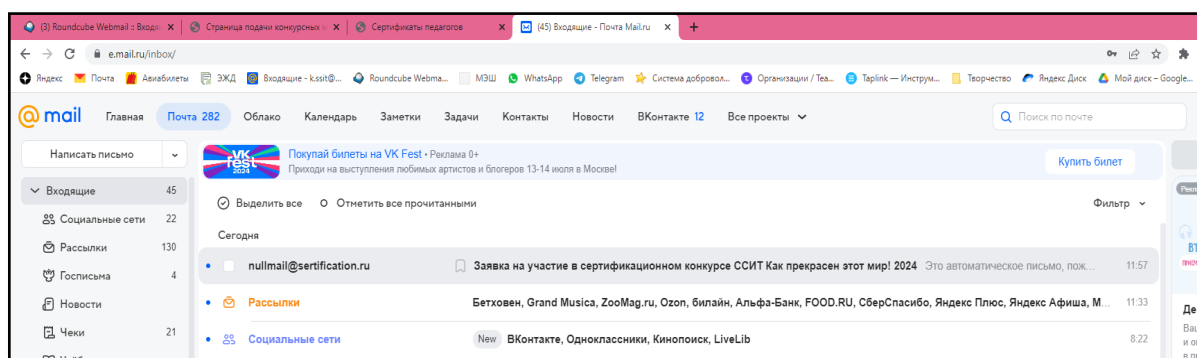 (3) Roundcube Webmail :: Входя
Страница подачи конкурсных
Сертификаты педагогов
(45) Входящие - Почта Mail.ru
e.mail.ru/inbox/
Яндекс Почта Авиабилеты ЭЖД Входящие - k.ssit@... Roundcube Webma... МЭШ WhatsApp Telegram Система добровол... Организации / Tea... Taplink — Инструм... Творчество Яндекс Диск Мой диск – Google...
mail Главная Почта 282 Облако Календарь Заметки Задачи Контакты Новости ВКонтакте 12 Все проекты Поиск по почте
Написать письмо
VK Fest 2024
Покупай билеты на VK Fest • Реклама 0+
Приходи на выступления любимых артистов и блогеров 13-14 июля в Москве!
Купить билет
Входящие 45
Социальные сети 22
Рассылки 130
Госписьма 4
Новости
Чеки 21
Выделить все Отметить все прочитанными Фильтр
Сегодня
nullmail@sertification.ru Заявка на участие в сертификационном конкурсе ССИТ Как прекрасен этот мир! 2024 Это автоматическое письмо, пож... 11:57
Рассылки Бетховен, Grand Musica, ZooMag.ru, Ozon, билайн, Альфа-Банк, FOOD.RU, СберСпасибо, Яндекс Плюс, Яндекс Афиша, М... 11:33
Социальные сети New ВКонтакте, Одноклассники, Кинопоиск, LiveLib 8:22